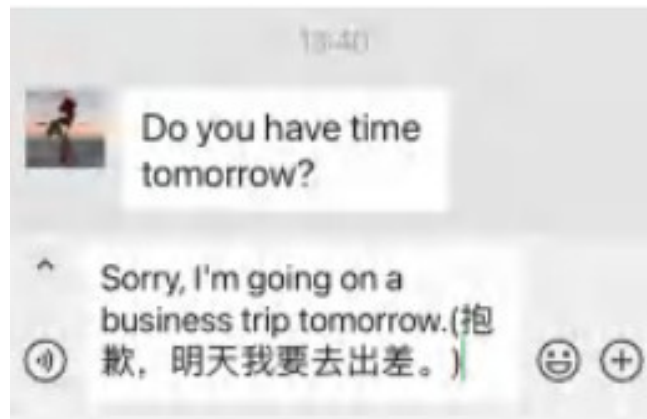 13:40
Do you have time
tomorrow?
Sorry, I'm going on a
business trip tomorrow.(抱
歉，明天我要去出差。)